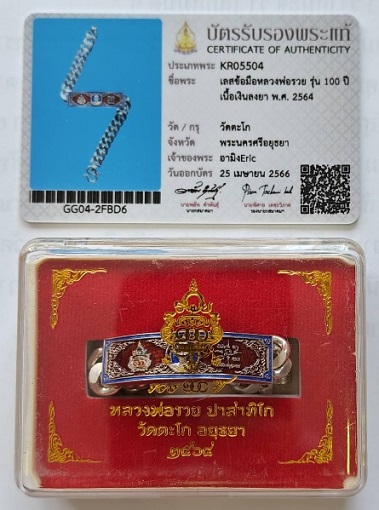 บัตรรับรองพระแท้
CERTIFICATE OF AUTHENTICITY
ประเภทพระ KR05504
ชื่อพระ เลสข้อมือหลวงพ่อรวย รุ่น 100 ปี
เนื้อเงินลงยา พ.ศ. 2564
วัด / กรุ วัดตะโก
จังหวัด พระนครศรีอยุธยา
เจ้าของพระ อามิงEric
วันออกบัตร 25 เมษายน 2566
GG04-2FBD6
หลวงพ่อรวย ปาสาทิโก
วัดตะโก อยุธยา
๒๕๖๔